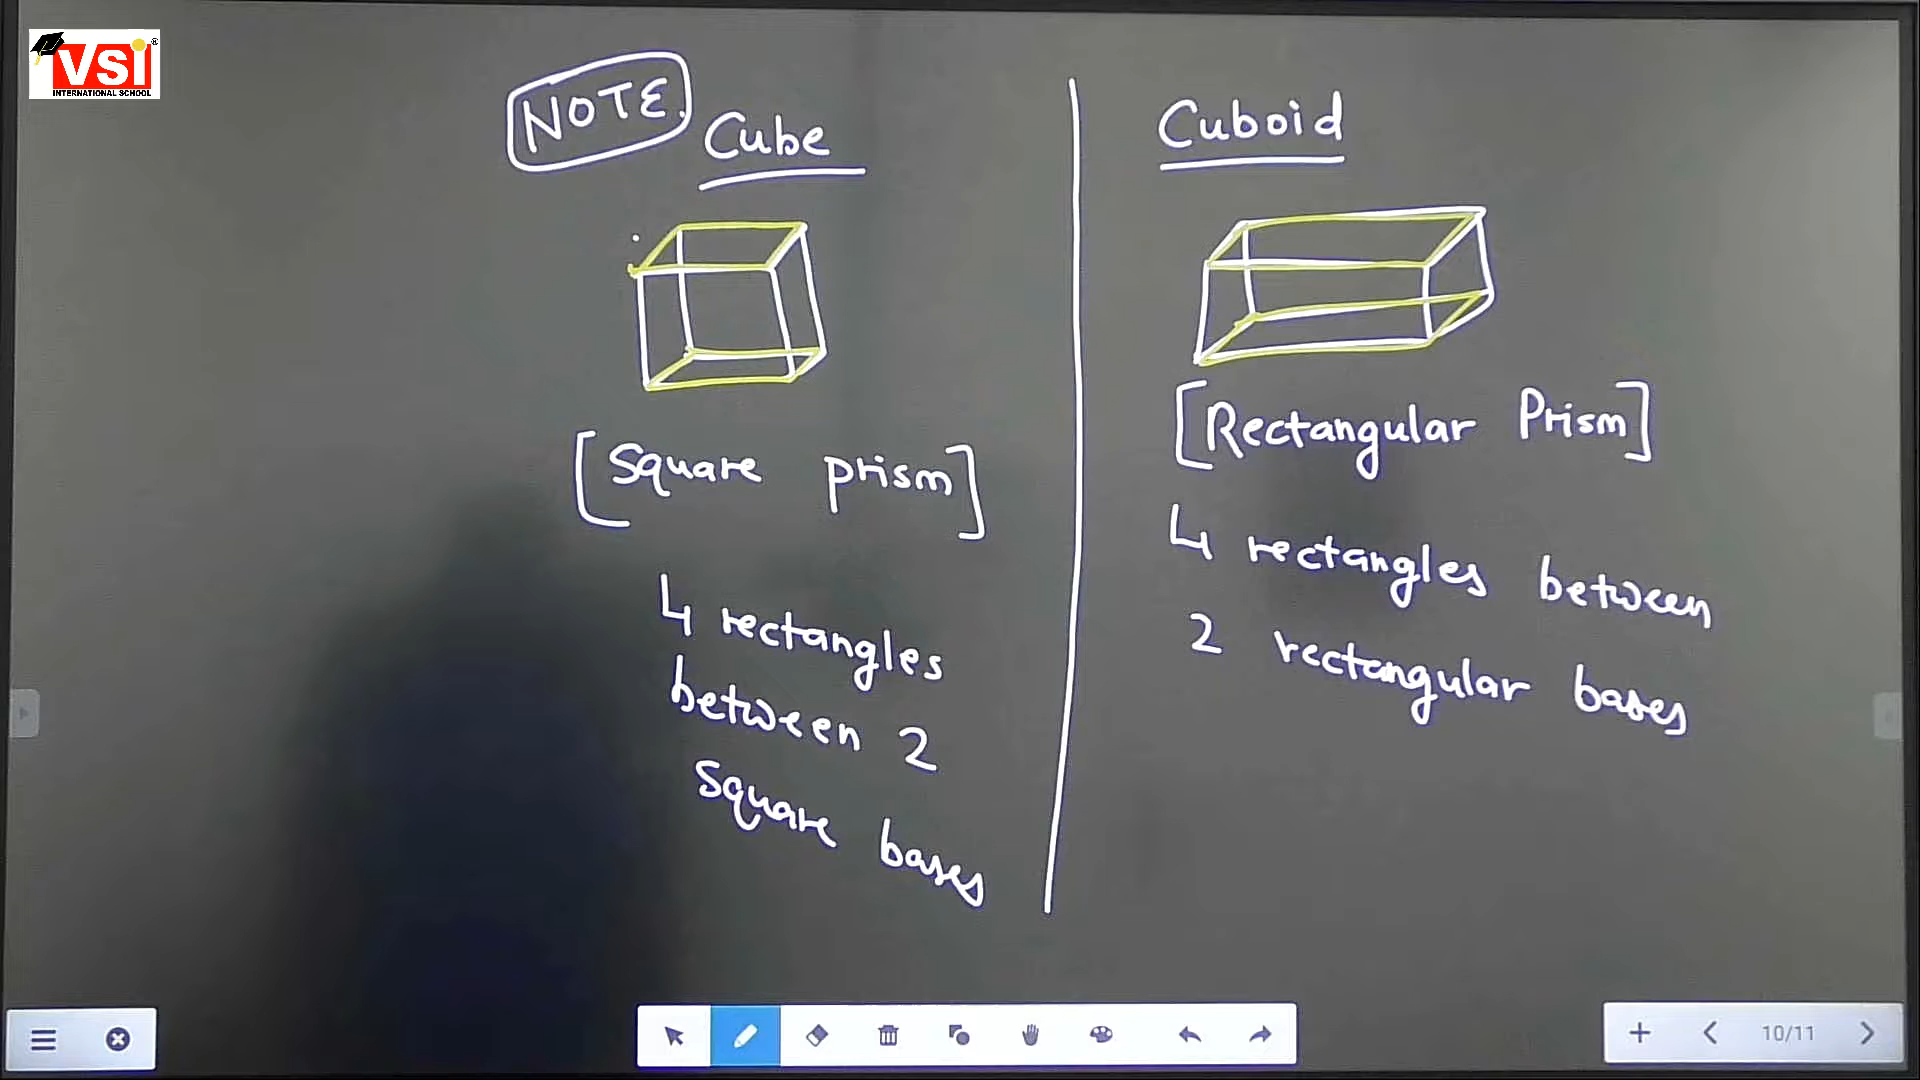 VSI
INTERNATIONAL SCHOOL
NOTE.
Cube
[Square prism]
4 rectangles
between 2
square bases
Cuboid
[Rectangular Prism]
4 rectangles between
2 rectangular bases
10/11